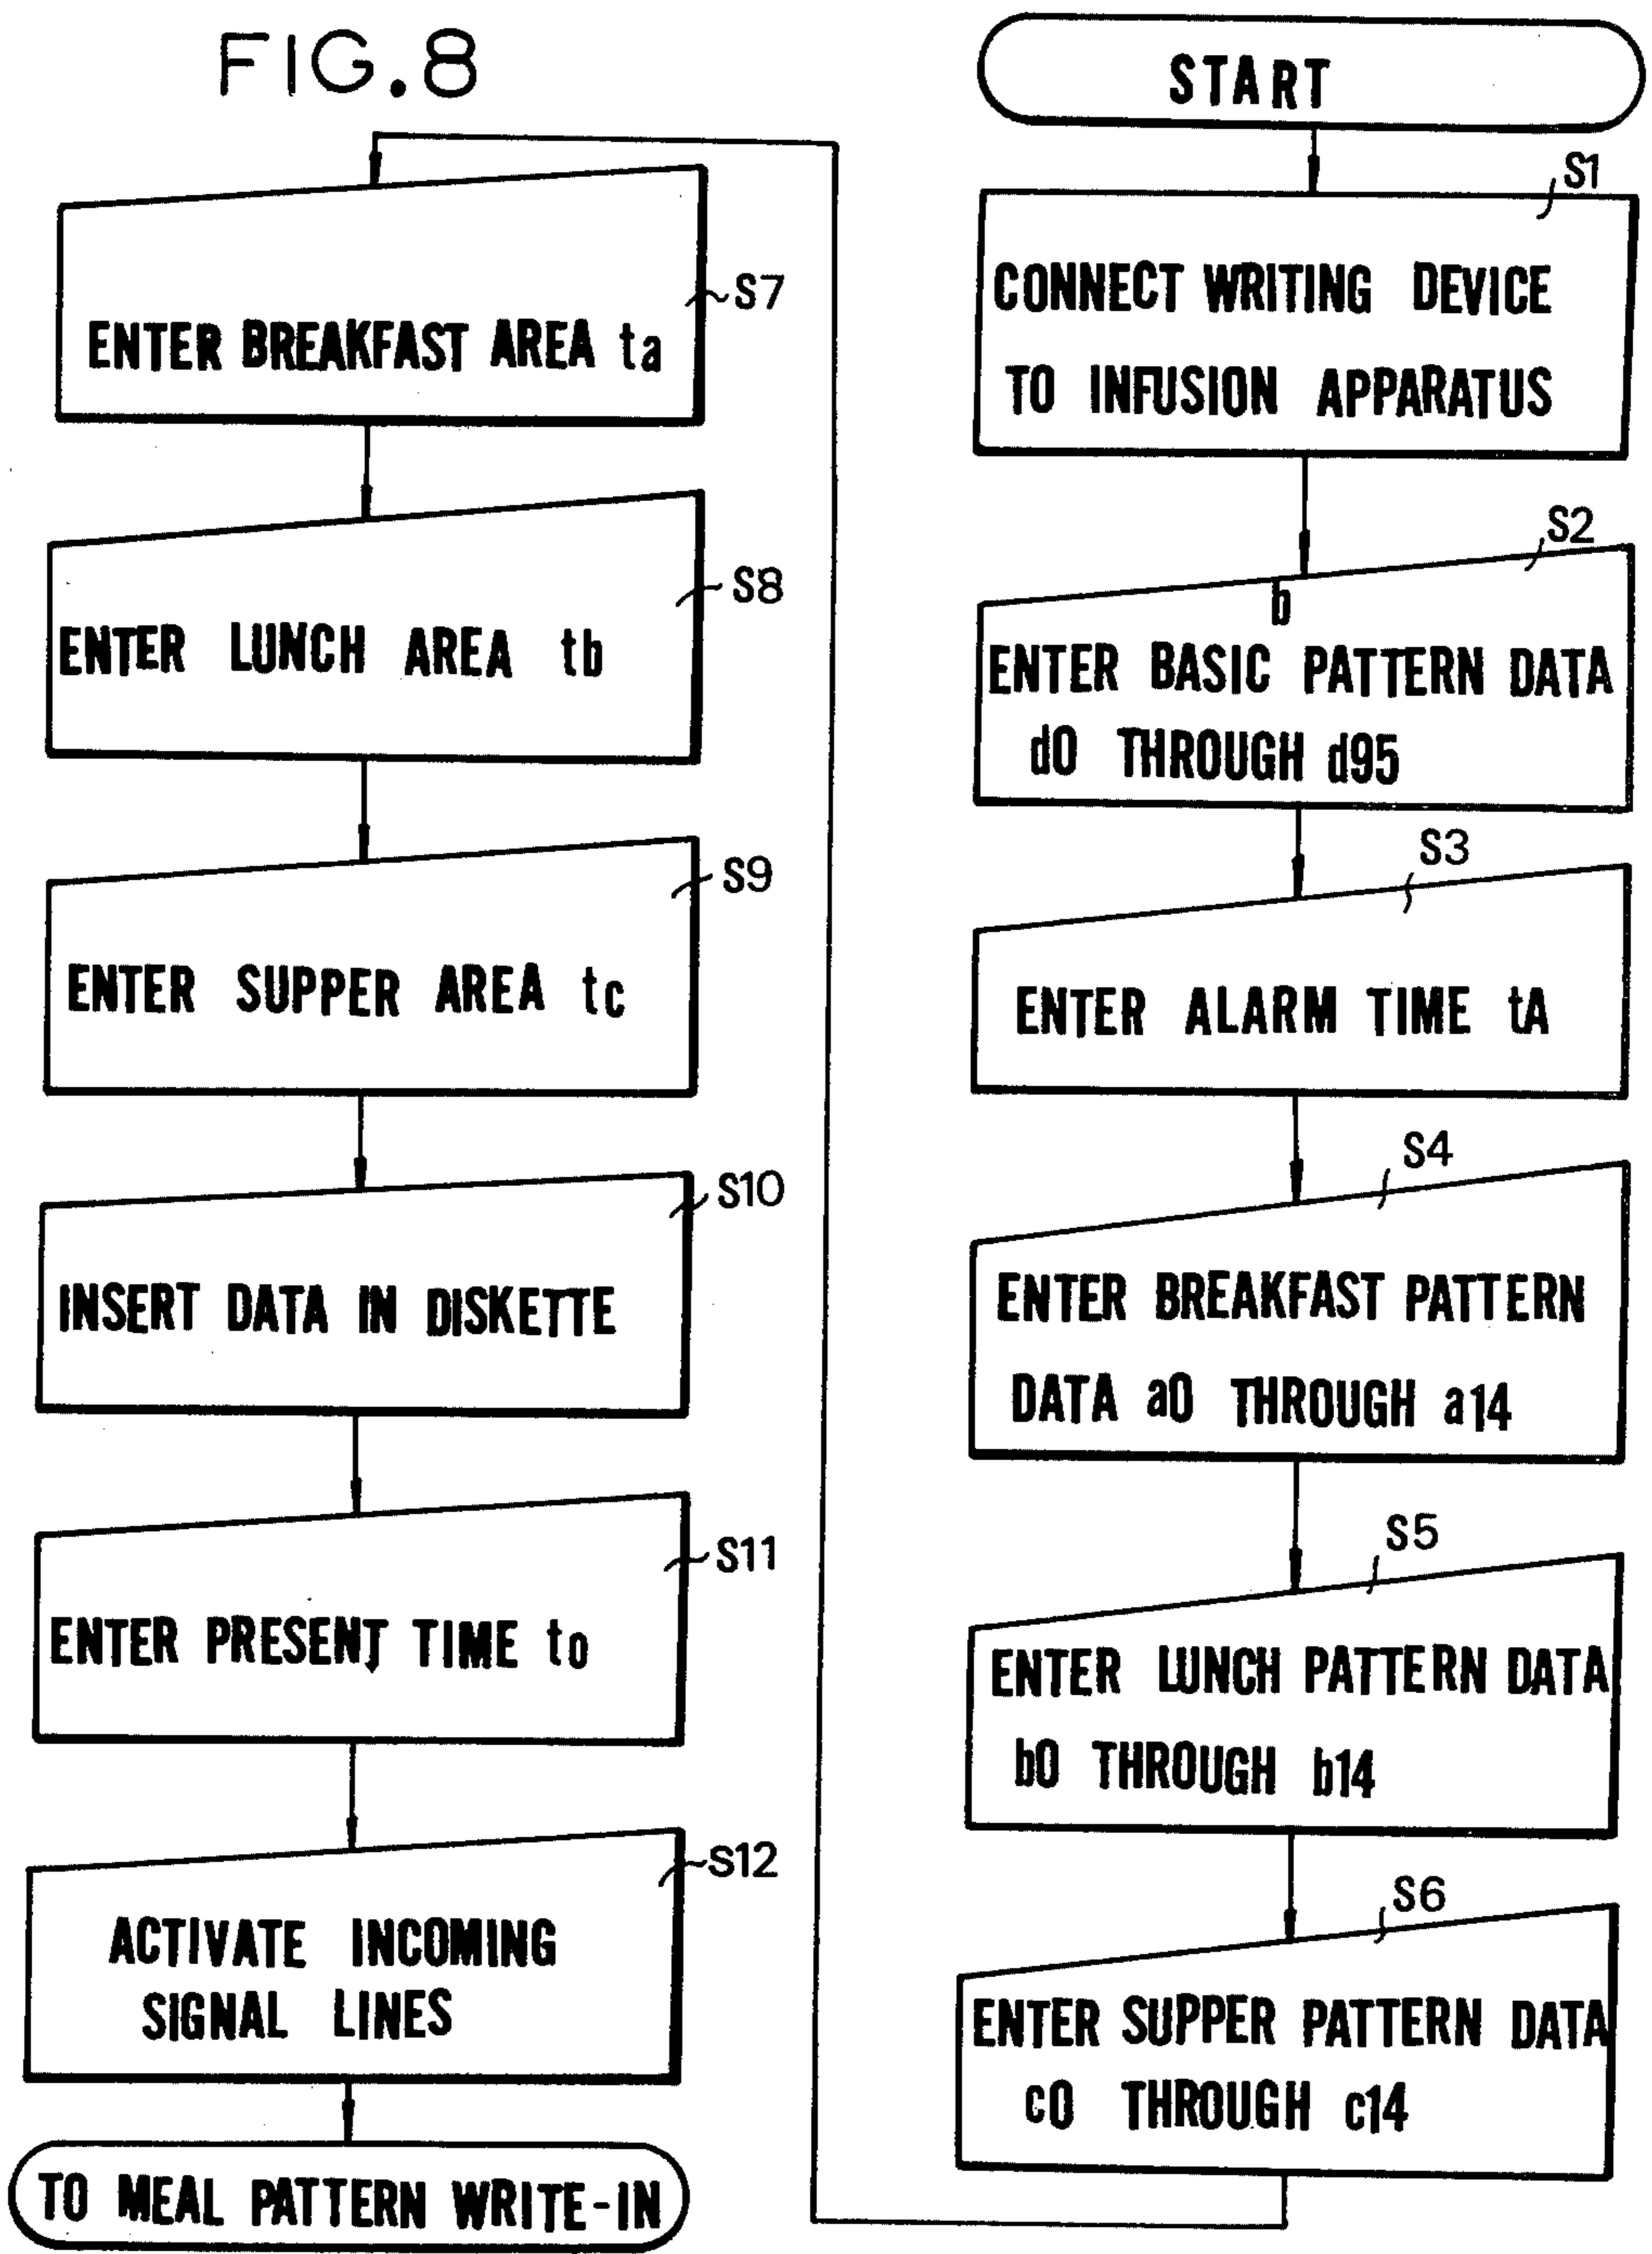 FIG.8
START
S1
CONNECT WRITING DEVICE
TO INFUSION APPARATUS
S2
b
ENTER BASIC PATTERN DATA
d0 THROUGH d95
S3
ENTER ALARM TIME tA
S4
ENTER BREAKFAST PATTERN
DATA a0 THROUGH a14
S5
ENTER LUNCH PATTERN DATA
b0 THROUGH b14
S6
ENTER SUPPER PATTERN DATA
c0 THROUGH c14
S7
ENTER BREAKFAST AREA ta
S8
ENTER LUNCH AREA tb
S9
ENTER SUPPER AREA tc
S10
INSERT DATA IN DISKETTE
S11
ENTER PRESENT TIME to
S12
ACTIVATE INCOMING
SIGNAL LINES
TO MEAL PATTERN WRITE-IN